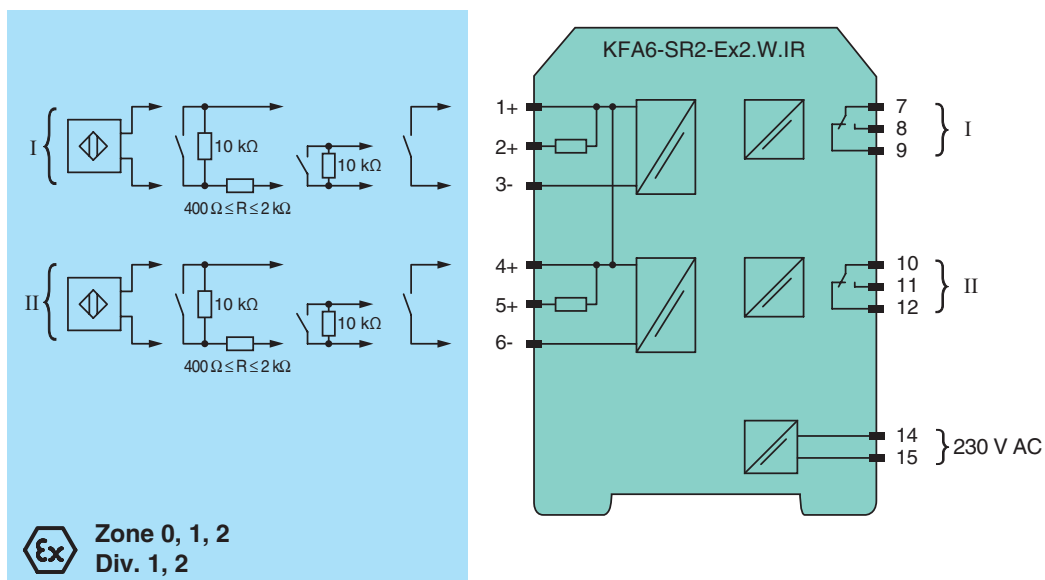 KFA6-SR2-Ex2.W.IR
I
10 kΩ
10 kΩ
400 Ω ≤ R ≤ 2 kΩ
II
10 kΩ
10 kΩ
400 Ω ≤ R ≤ 2 kΩ
1+
2+
3-
4+
5+
6-
7
8
9
I
10
11
12
II
14
15
230 V AC
Ex
Zone 0, 1, 2
Div. 1, 2